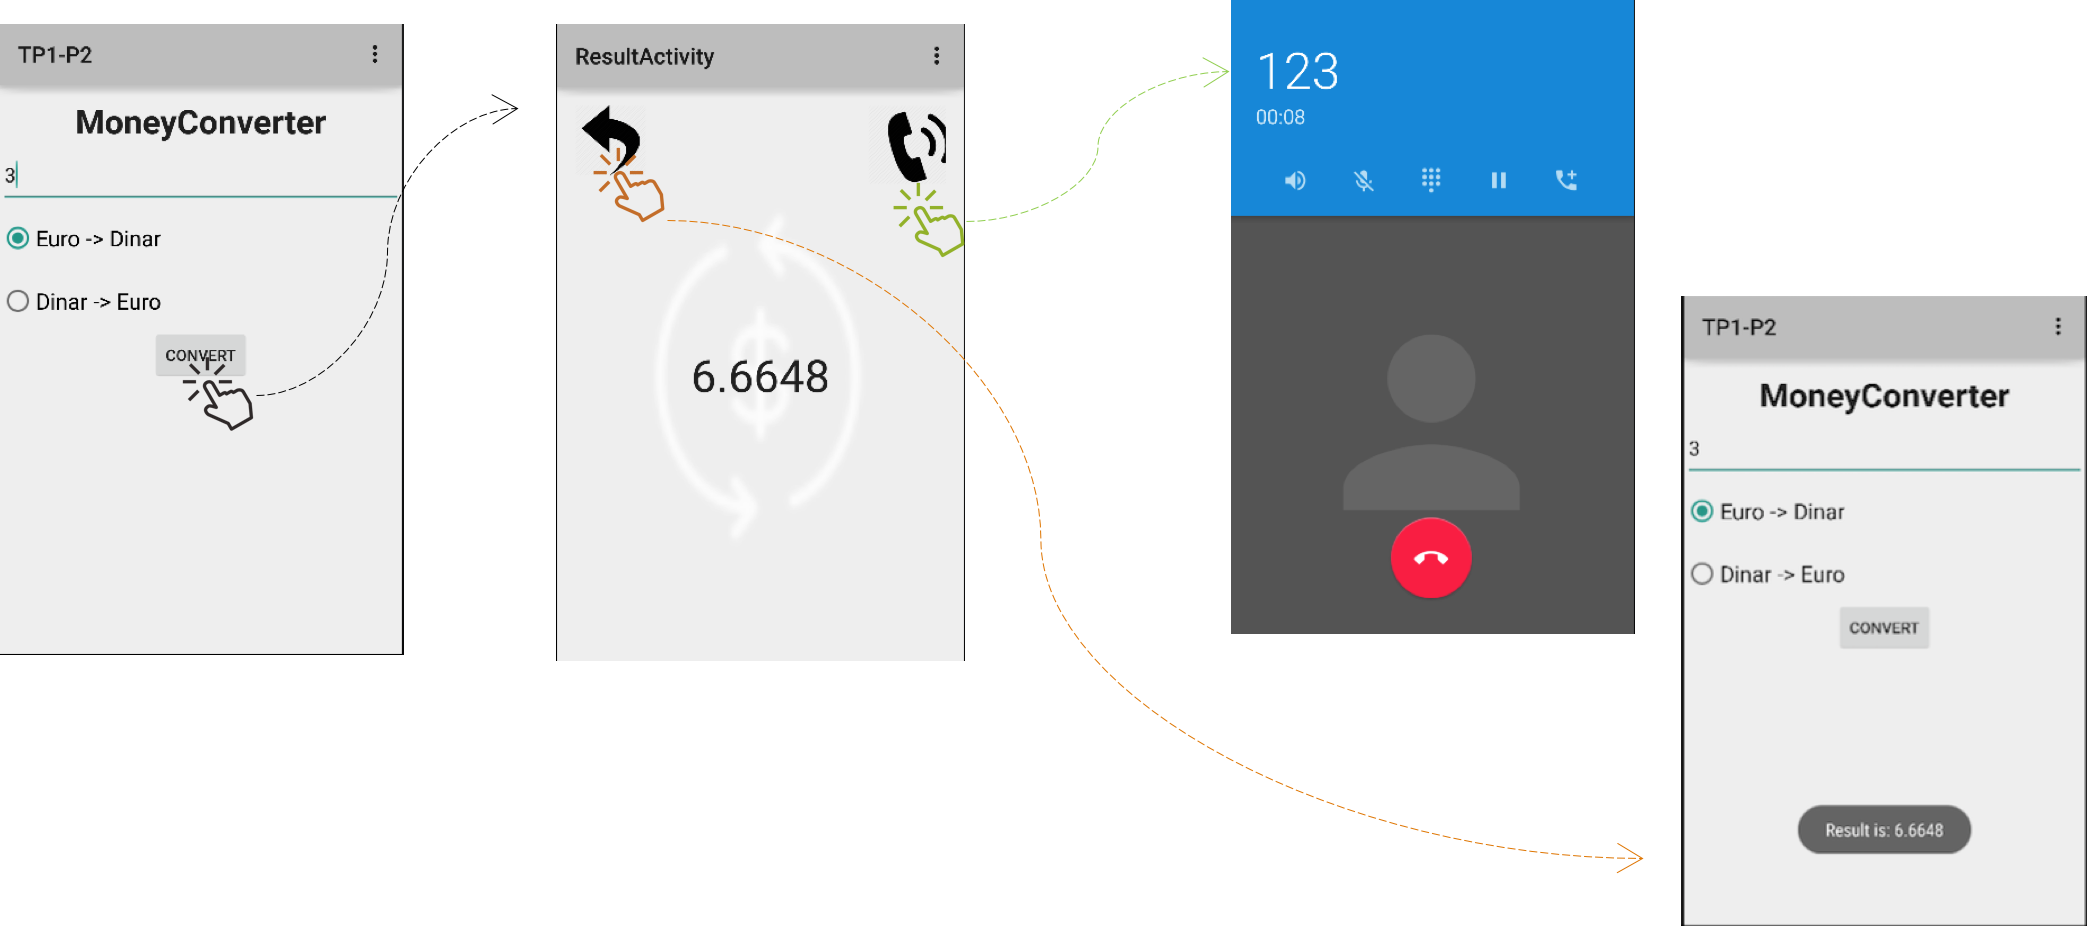 TP1-P2
MoneyConverter
3
Euro -> Dinar
Dinar -> Euro
CONVERT
ResultActivity
6.6648
123
00:08
TP1-P2
MoneyConverter
3
Euro -> Dinar
Dinar -> Euro
CONVERT
Result is: 6.6648